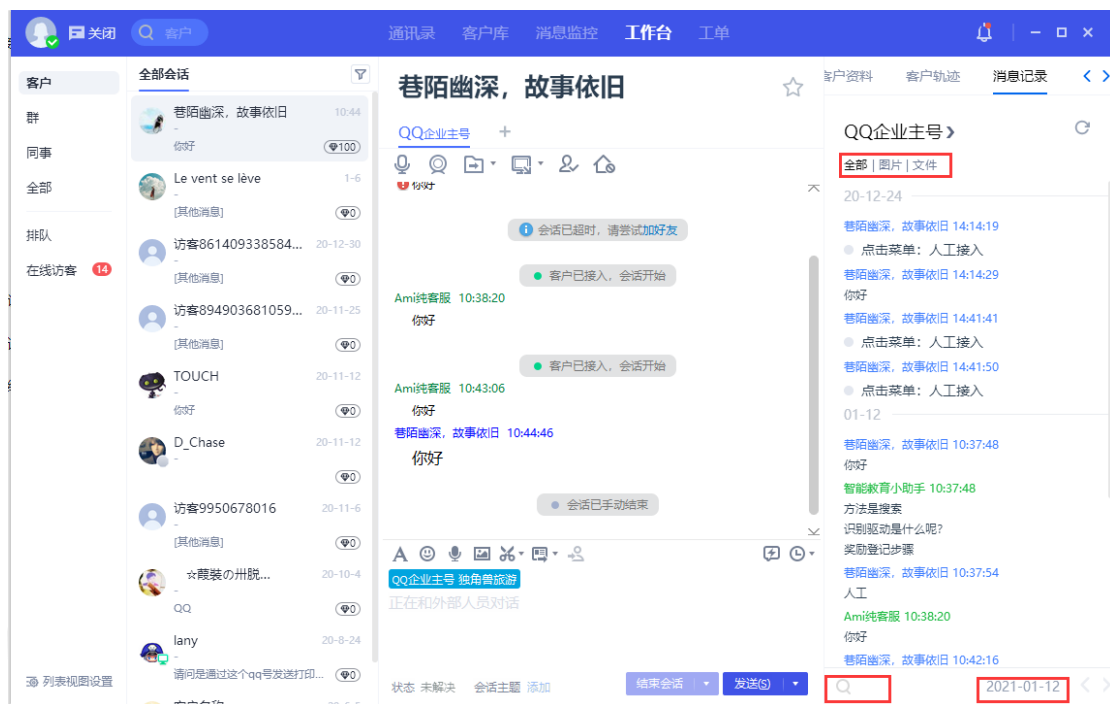 关闭
客户
通讯录
客户库
消息监控
工作台
工单
客户
群
同事
全部
排队
在线访客 14
列表视图设置
全部会话
巷陌幽深，故事依旧 10:44
-
你好 100
Le vent se lève 1-6
-
[其他消息] 0
访客861409338584... 20-12-30
-
[其他消息] 0
访客894903681059... 20-11-25
-
[其他消息] 0
TOUCH 20-11-12
-
你好 0
D_Chase 20-11-12
-
0
访客9950678016 20-11-6
-
[其他消息] 0
☆葭裝の卅脱... 20-10-4
-
QQ 0
lany 20-8-24
-
请问是通过这个qq号发送打印... 0
巷陌幽深，故事依旧
QQ企业主号 +
你好
会话已超时，请尝试加好友
客户已接入，会话开始
Ami纯客服 10:38:20
你好
客户已接入，会话开始
Ami纯客服 10:43:06
你好
巷陌幽深，故事依旧 10:44:46
你好
会话已手动结束
QQ企业主号 独角兽旅游
正在和外部人员对话
状态 未解决 会话主题 添加
结束会话
发送(S)
客户资料
客户轨迹
消息记录
QQ企业主号
全部 | 图片 | 文件
20-12-24
巷陌幽深，故事依旧 14:14:19
点击菜单：人工接入
巷陌幽深，故事依旧 14:14:29
你好
巷陌幽深，故事依旧 14:41:41
点击菜单：人工接入
巷陌幽深，故事依旧 14:41:50
点击菜单：人工接入
01-12
巷陌幽深，故事依旧 10:37:48
你好
智能教育小助手 10:37:48
方法是搜索
识别驱动是什么呢?
奖励登记步骤
巷陌幽深，故事依旧 10:37:54
人工
Ami纯客服 10:38:20
你好
巷陌幽深，故事依旧 10:42:16
2021-01-12